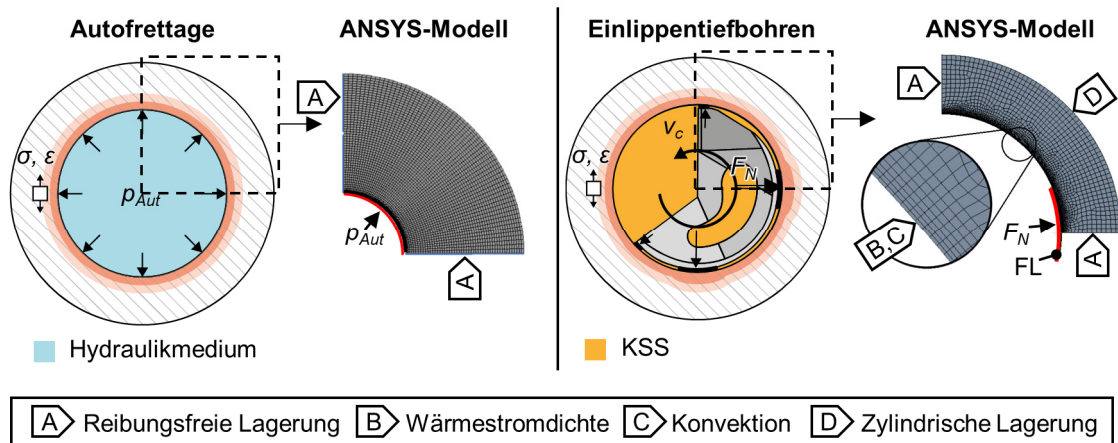 Autofrettage
ANSYS-Modell
σ, ε
p_Aut
A
p_Aut
A
Hydraulikmedium
Einlippentiefbohren
ANSYS-Modell
σ, ε
v_c
F_N
A
D
B, C
F_N
FL
A
KSS
A Reibungsfreie Lagerung B Wärmestromdichte C Konvektion D Zylindrische Lagerung